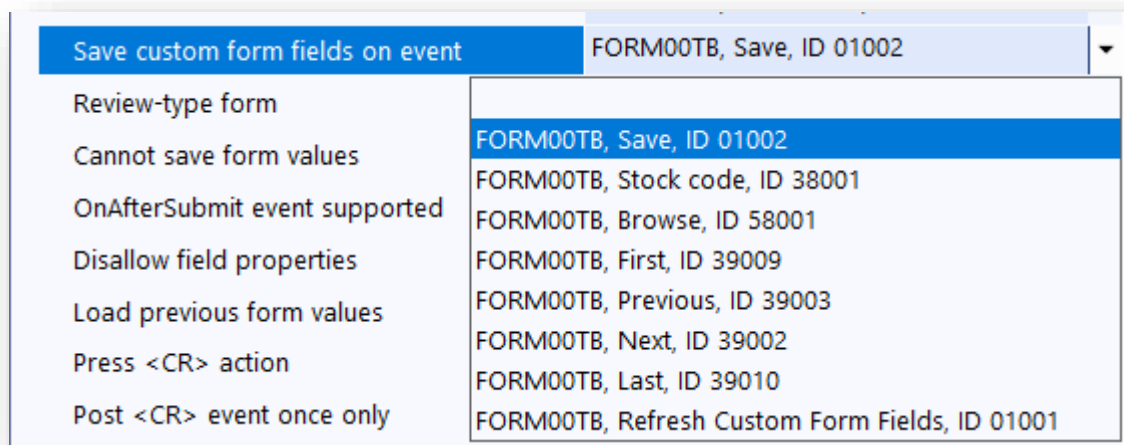 Save custom form fields on event FORM00TB, Save, ID 01002
Review-type form
Cannot save form values
OnAfterSubmit event supported
Disallow field properties
Load previous form values
Press <CR> action
Post <CR> event once only
FORM00TB, Save, ID 01002
FORM00TB, Stock code, ID 38001
FORM00TB, Browse, ID 58001
FORM00TB, First, ID 39009
FORM00TB, Previous, ID 39003
FORM00TB, Next, ID 39002
FORM00TB, Last, ID 39010
FORM00TB, Refresh Custom Form Fields, ID 01001